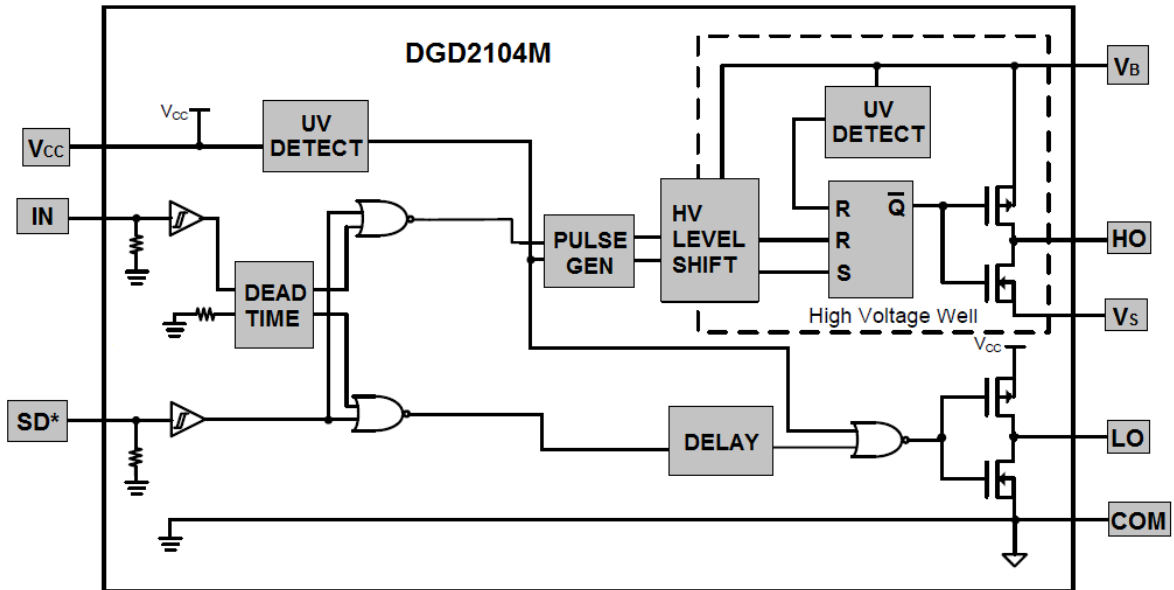 DGD2104M
VB
VCC
UV
DETECT
UV
DETECT
VCC
IN
HV
LEVEL
SHIFT
R
R
S
Q̅
PULSE
GEN
HO
DEAD
TIME
High Voltage Well
VS
VCC
SD*
DELAY
LO
COM